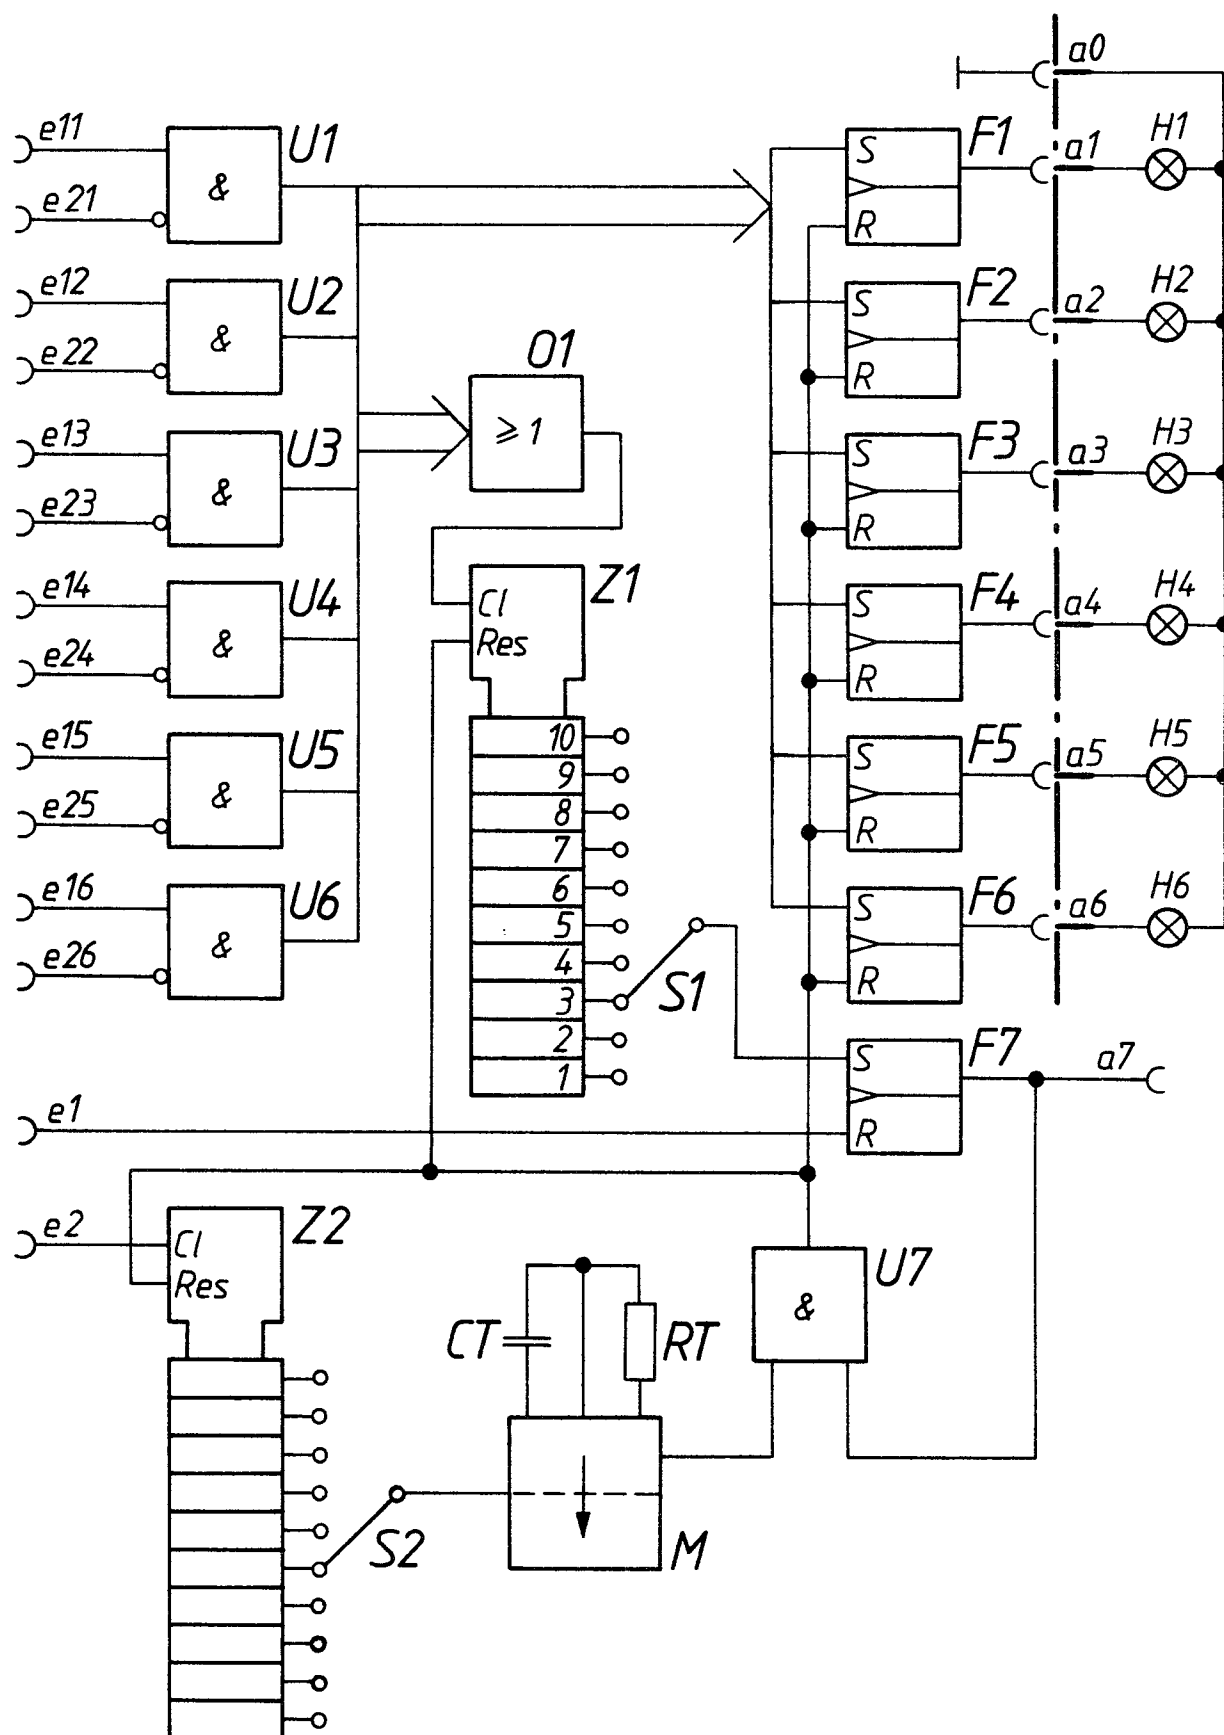 a0
e11
U1
&
e21
F1
S
R
a1
H1
e12
U2
&
e22
F2
S
R
a2
H2
O1
≥1
e13
U3
&
e23
F3
S
R
a3
H3
Z1
Cl
Res
e14
U4
&
e24
F4
S
R
a4
H4
10
9
8
7
6
5
4
3
2
1
e15
U5
&
e25
F5
S
R
a5
H5
e16
U6
&
e26
S1
F6
S
R
a6
H6
F7
S
R
a7
e1
e2
Z2
Cl
Res
U7
&
CT
RT
S2
M